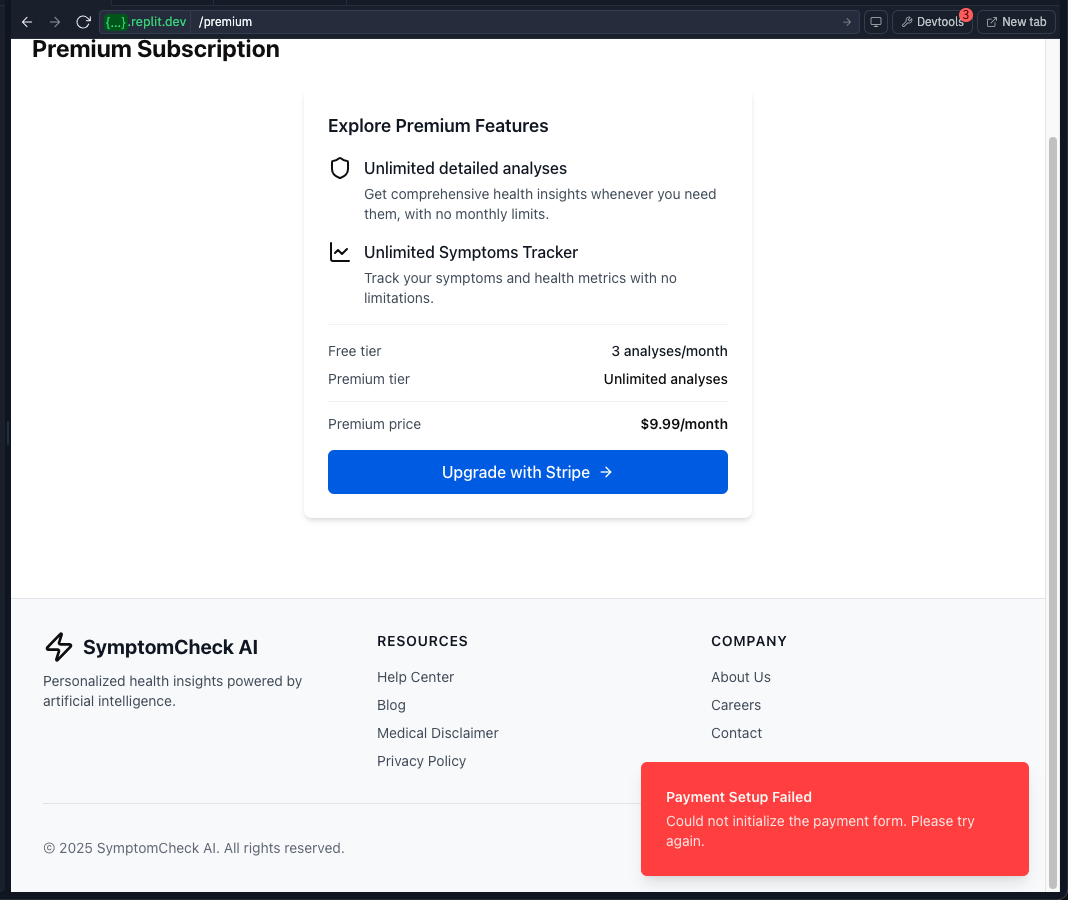 {...}.replit.dev /premium
Devtools 3
New tab
Premium Subscription
Explore Premium Features
Unlimited detailed analyses
Get comprehensive health insights whenever you need
them, with no monthly limits.
Unlimited Symptoms Tracker
Track your symptoms and health metrics with no
limitations.
Free tier 3 analyses/month
Premium tier Unlimited analyses
Premium price $9.99/month
Upgrade with Stripe →
SymptomCheck AI
Personalized health insights powered by
artificial intelligence.
RESOURCES
Help Center
Blog
Medical Disclaimer
Privacy Policy
COMPANY
About Us
Careers
Contact
© 2025 SymptomCheck AI. All rights reserved.
Payment Setup Failed
Could not initialize the payment form. Please try
again.